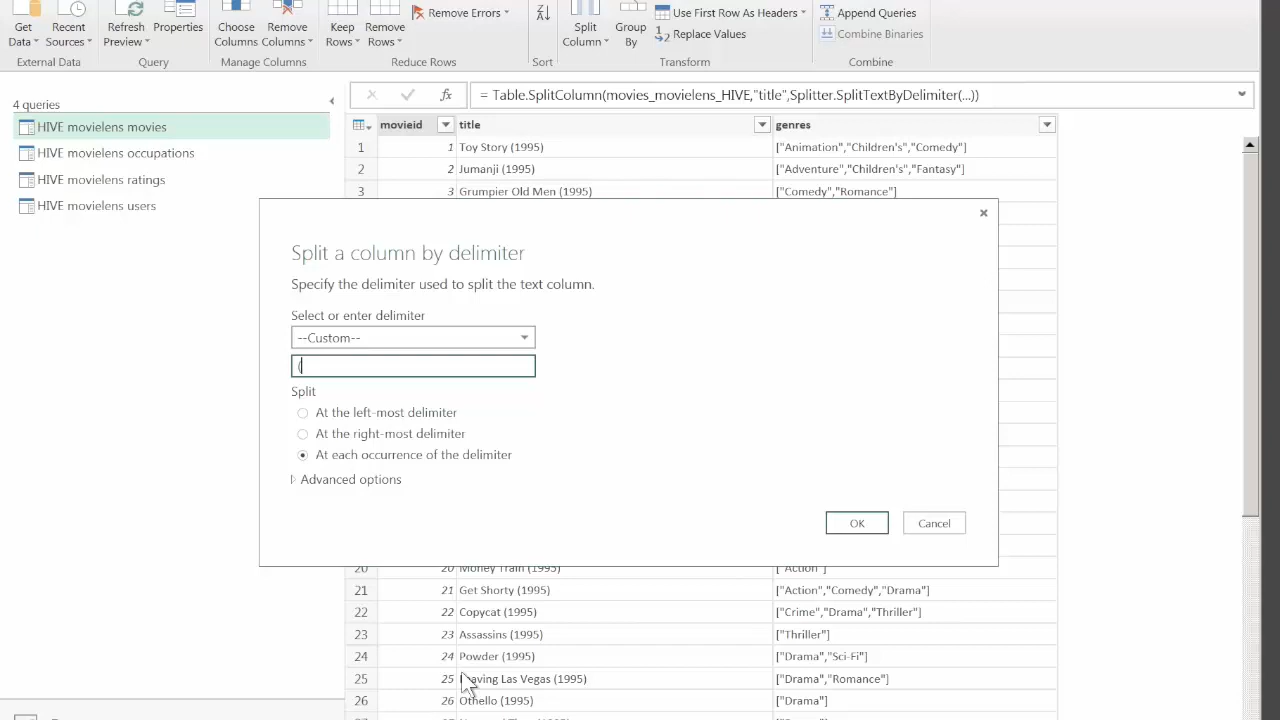 Get Data
Recent Sources
Refresh Preview
Properties
Choose Columns
Remove Columns
Keep Rows
Remove Rows
Remove Errors
Split Column
Group By
Use First Row As Headers
Replace Values
Append Queries
Combine Binaries
External Data
Query
Manage Columns
Reduce Rows
Sort
Transform
Combine
4 queries
HIVE movielens movies
HIVE movielens occupations
HIVE movielens ratings
HIVE movielens users
fx
= Table.SplitColumn(movies_movielens_HIVE,"title",Splitter.SplitTextByDelimiter(...))
movieid title genres
1 1 Toy Story (1995) ["Animation","Children's","Comedy"]
2 2 Jumanji (1995) ["Adventure","Children's","Fantasy"]
3 3 Grumpier Old Men (1995) ["Comedy","Romance"]
Split a column by delimiter
Specify the delimiter used to split the text column.
Select or enter delimiter
--Custom--
(
Split
At the left-most delimiter
At the right-most delimiter
At each occurrence of the delimiter
Advanced options
OK
Cancel
20 20 Money Train (1995) ["Action"]
21 21 Get Shorty (1995) ["Action","Comedy","Drama"]
22 22 Copycat (1995) ["Crime","Drama","Thriller"]
23 23 Assassins (1995) ["Thriller"]
24 24 Powder (1995) ["Drama","Sci-Fi"]
25 25 Leaving Las Vegas (1995) ["Drama","Romance"]
26 26 Othello (1995) ["Drama"]